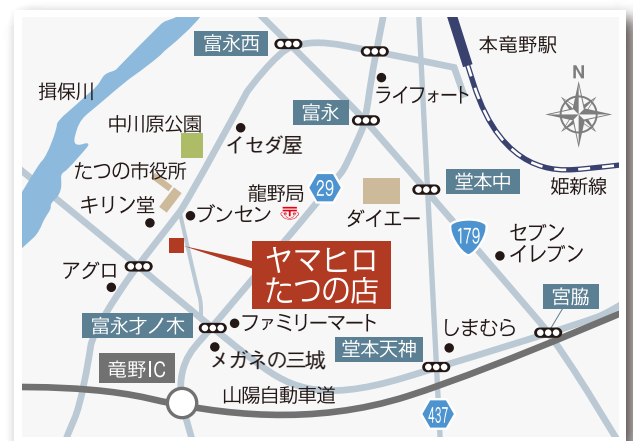 富永西
本竜野駅
揖保川
ライフォート
N
富永
中川原公園
イセダ屋
たつの市役所
龍野局
29
堂本中
姫新線
キリン堂
ブンセン
ダイエー
179
セブン
イレブン
アグロ
ヤマヒロ
たつの店
宮脇
富永才ノ木
ファミリーマート
しまむら
メガネの三城
堂本天神
竜野IC
山陽自動車道
437